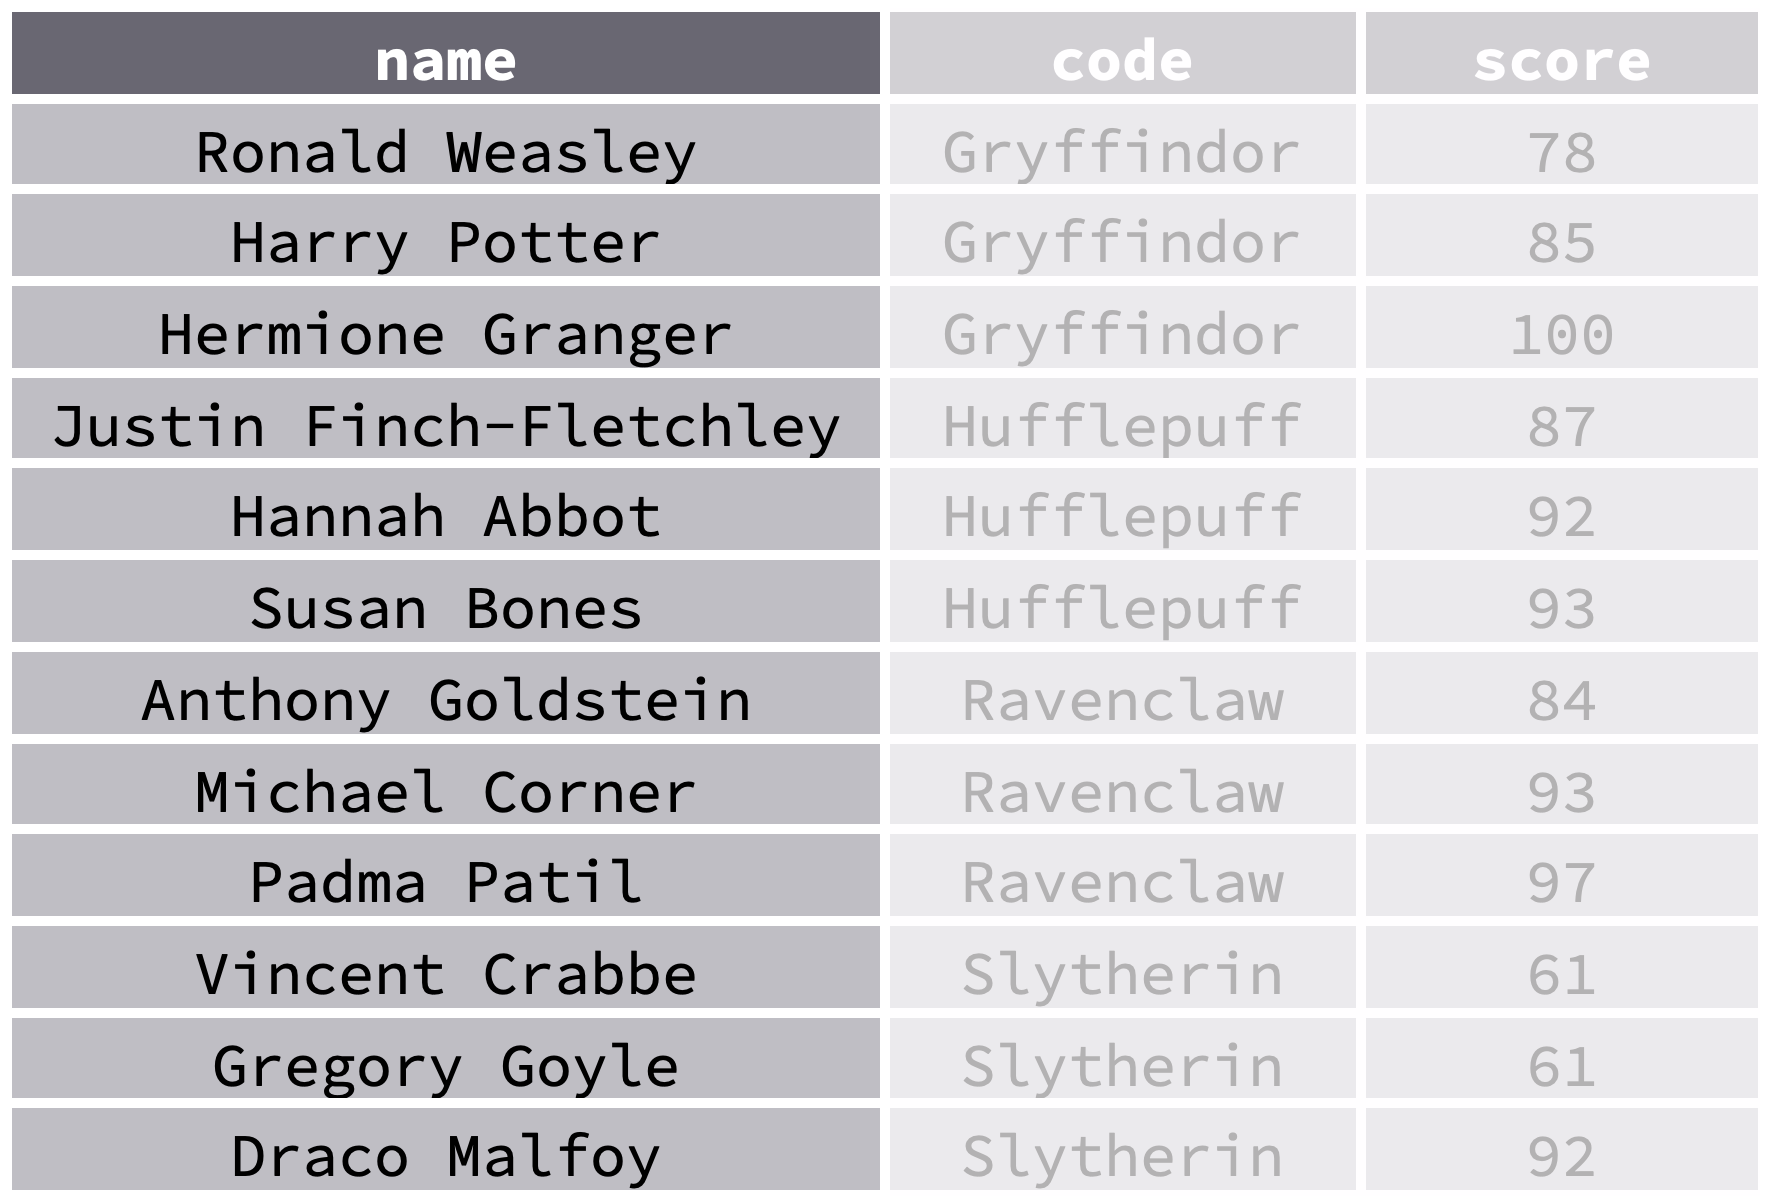 name code score
Ronald Weasley Gryffindor 78
Harry Potter Gryffindor 85
Hermione Granger Gryffindor 100
Justin Finch-Fletchley Hufflepuff 87
Hannah Abbot Hufflepuff 92
Susan Bones Hufflepuff 93
Anthony Goldstein Ravenclaw 84
Michael Corner Ravenclaw 93
Padma Patil Ravenclaw 97
Vincent Crabbe Slytherin 61
Gregory Goyle Slytherin 61
Draco Malfoy Slytherin 92